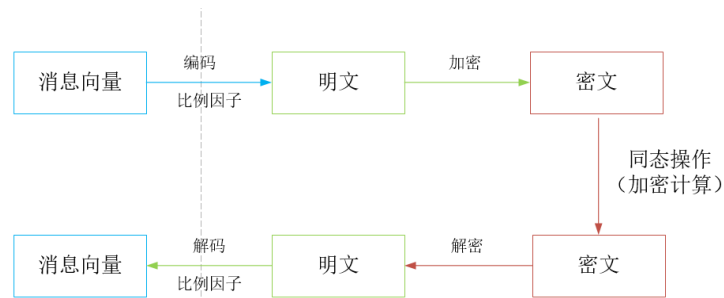 编码
加密
消息向量
明文
密文
比例因子
同态操作
（加密计算）
解码
解密
消息向量
明文
密文
比例因子